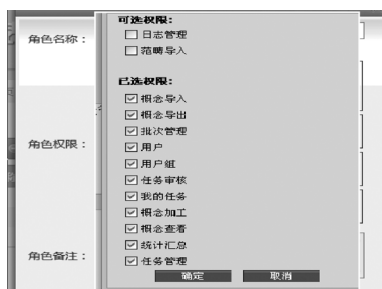 可选权限:
角色名称：
日志管理
范畴导入
已选权限:
概念导入
概念导出
批次管理
角色权限：
用户
用户组
任务审核
我的任务
概念加工
概念查看
统计汇总
角色备注：
任务管理
确定
取消